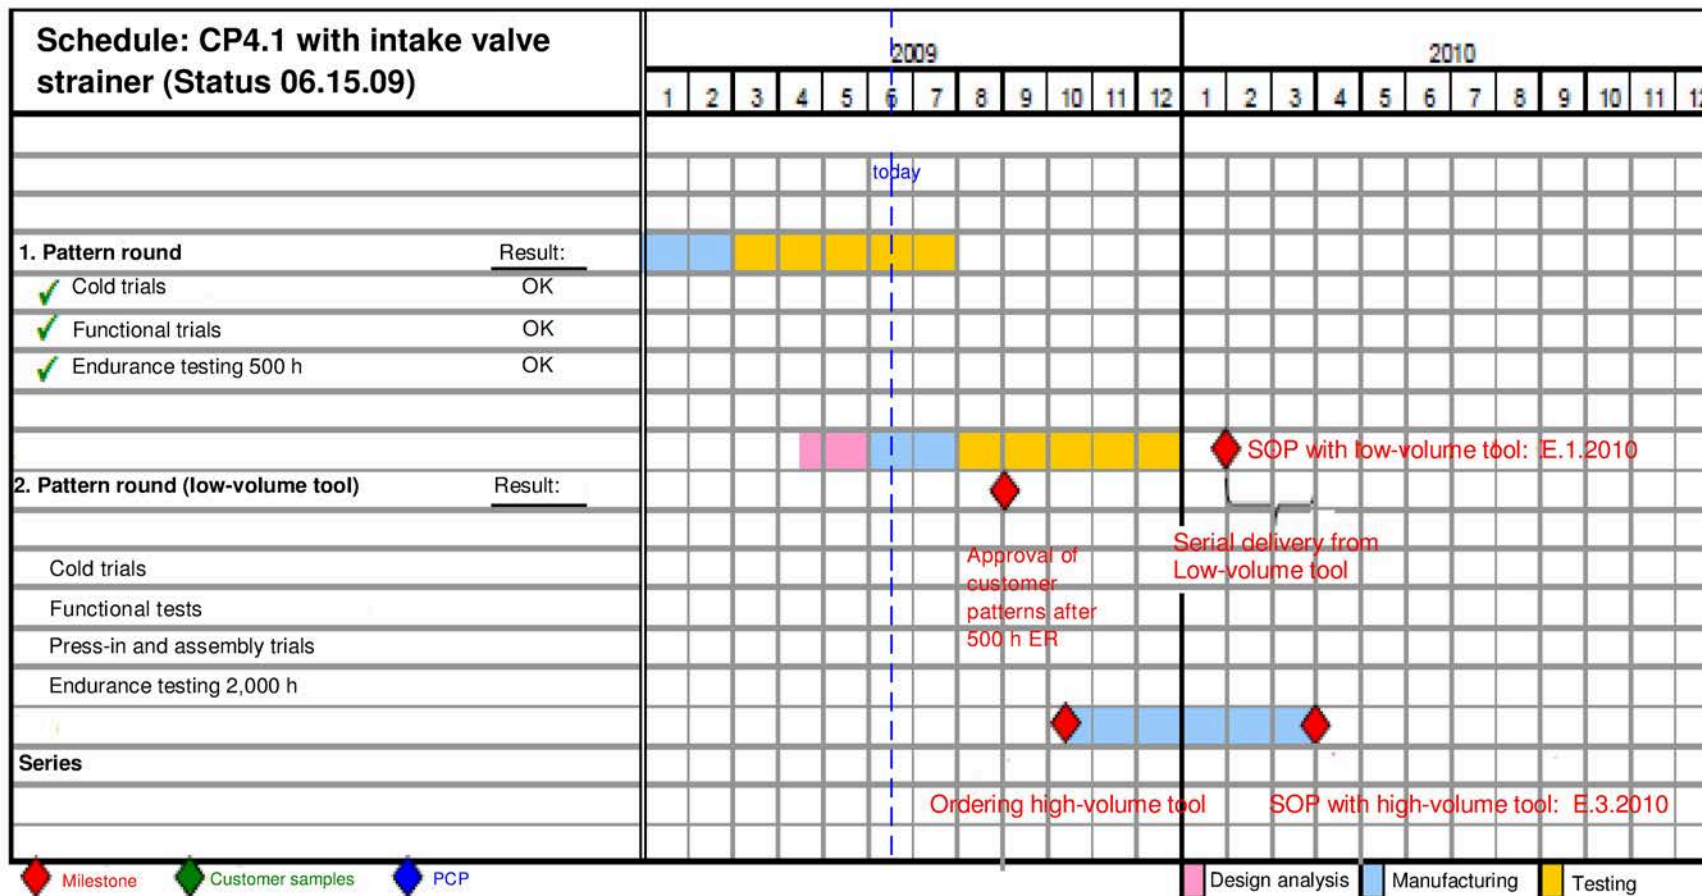 Schedule: CP4.1 with intake valve
strainer (Status 06.15.09)
2009
2010
1 2 3 4 5 6 7 8 9 10 11 12 1 2 3 4 5 6 7 8 9 10 11 12
today
1. Pattern round Result:
Cold trials OK
Functional trials OK
Endurance testing 500 h OK
SOP with low-volume tool: E.1.2010
2. Pattern round (low-volume tool) Result:
Serial delivery from
Low-volume tool
Approval of
customer
patterns after
500 h ER
Cold trials
Functional tests
Press-in and assembly trials
Endurance testing 2,000 h
Series
Ordering high-volume tool SOP with high-volume tool: E.3.2010
Milestone Customer samples PCP Design analysis Manufacturing Testing